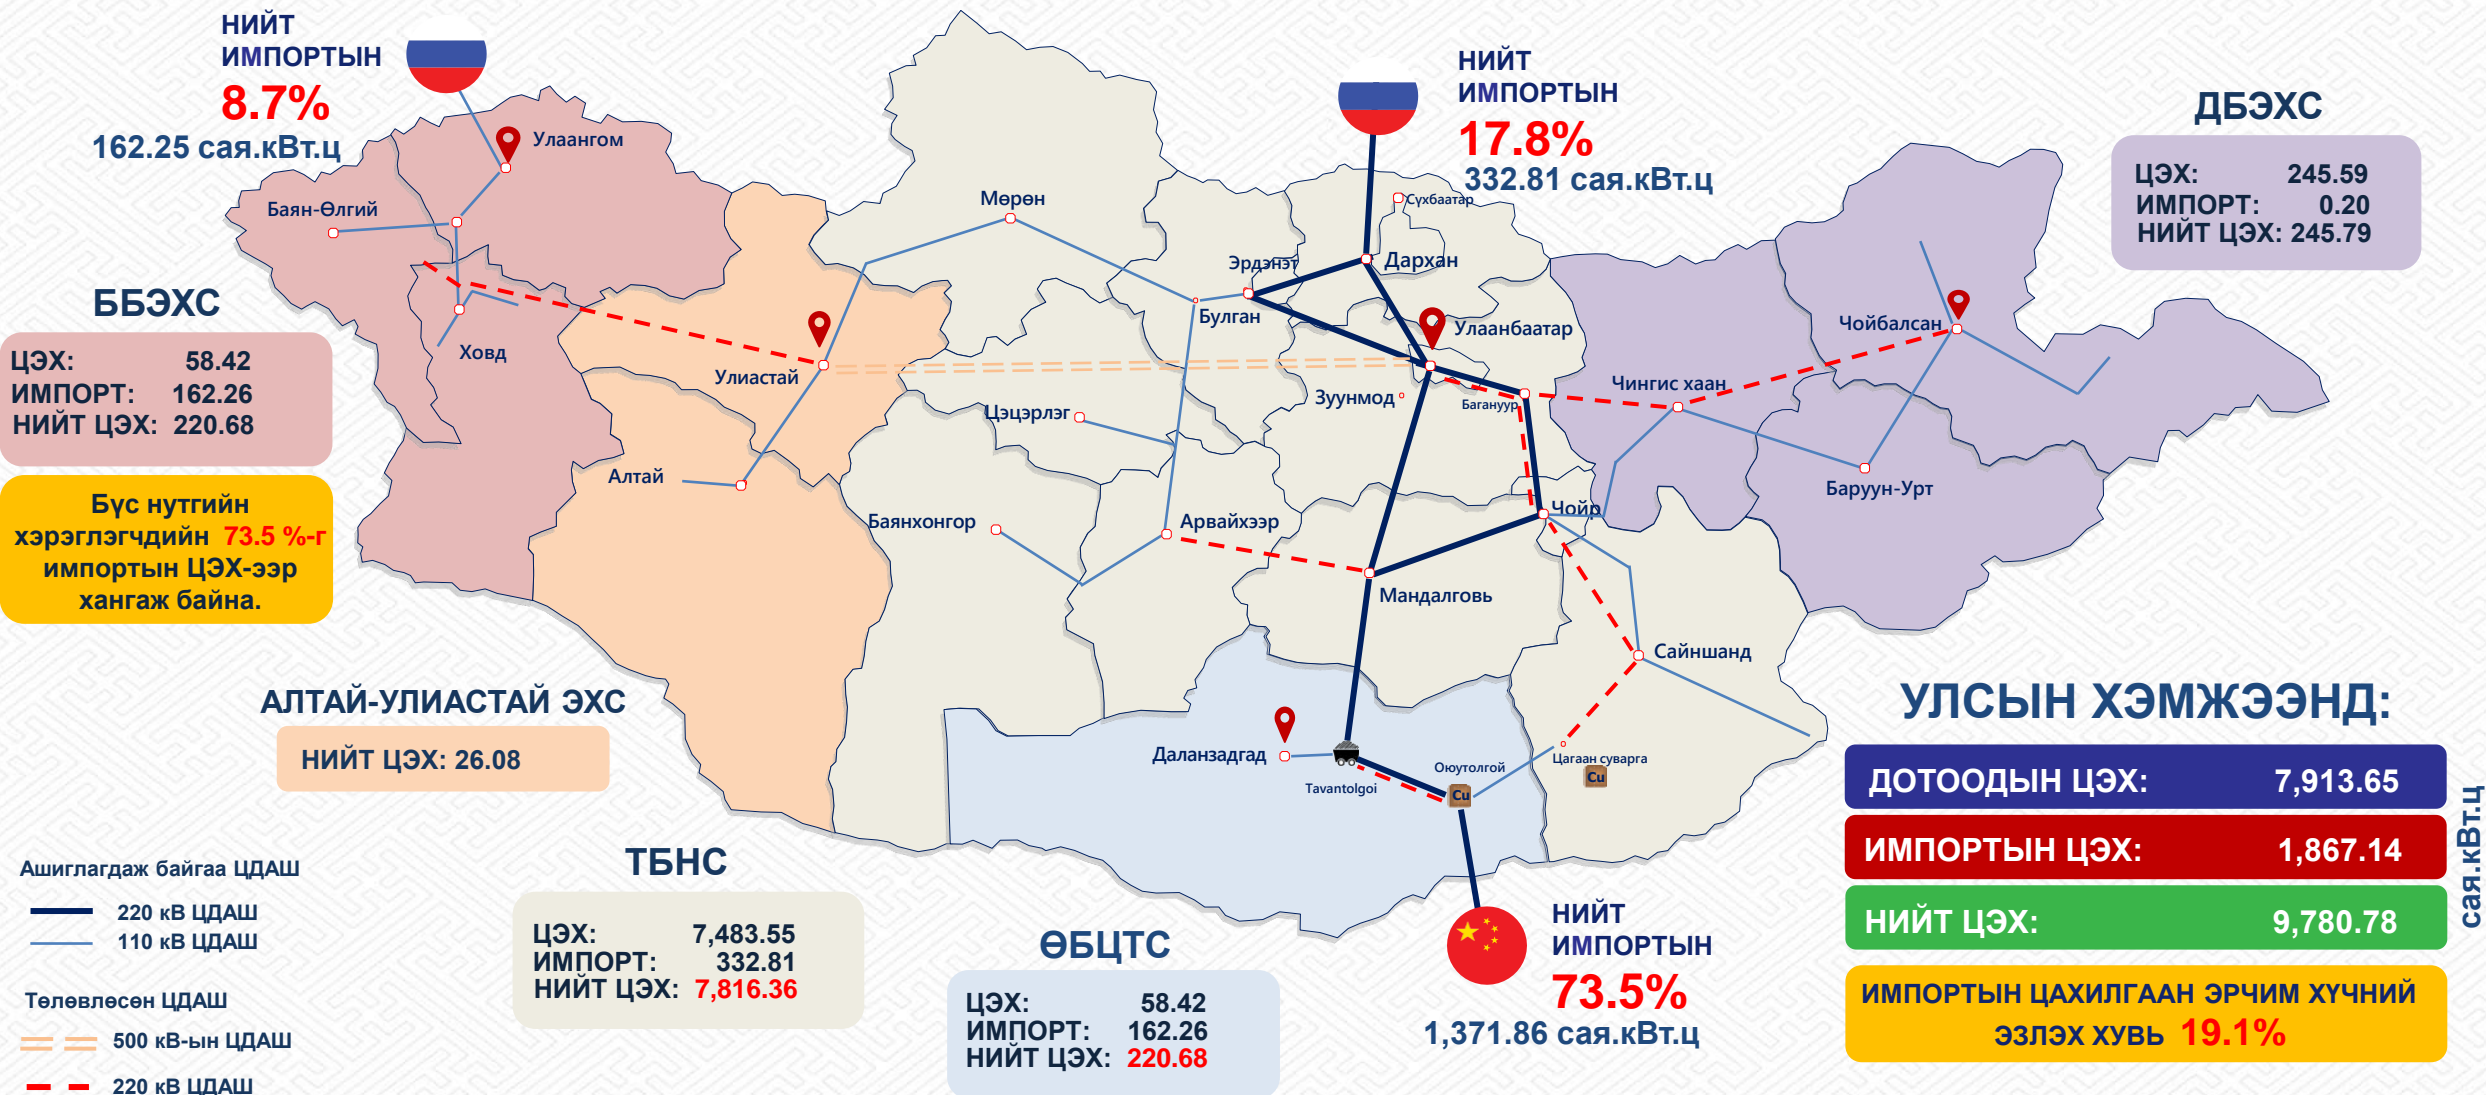 НИЙТ
ИМПОРТЫН
8.7%
162.25 сая.кВт.ц
НИЙТ
ИМПОРТЫН
17.8%
332.81 сая.кВт.ц
ДБЭХС
ЦЭХ: 245.59
ИМПОРТ: 0.20
НИЙТ ЦЭХ: 245.79
Улаангом
Баян-Өлгий
Мөрөн
Сүхбаатар
Эрдэнэт
Дархан
Булган
Улаанбаатар
Чойбалсан
ББЭХС
ЦЭХ: 58.42
ИМПОРТ: 162.26
НИЙТ ЦЭХ: 220.68
Ховд
Улиастай
Чингис хаан
Цэцэрлэг
Зуунмод
Багануур
Алтай
Баруун-Урт
Бүс нутгийн
хэрэглэгчдийн 73.5 %-г
импортын ЦЭХ-ээр
хангаж байна.
Баянхонгор
Арвайхээр
Чойр
Мандалговь
Сайншанд
АЛТАЙ-УЛИАСТАЙ ЭХС
НИЙТ ЦЭХ: 26.08
Даланзадгад
Tavantolgoi
Оюутолгой
Cu
Цагаан суварга
Cu
УЛСЫН ХЭМЖЭЭНД:
ДОТООДЫН ЦЭХ: 7,913.65
ИМПОРТЫН ЦЭХ: 1,867.14
НИЙТ ЦЭХ: 9,780.78
сая.кВт.ц
ИМПОРТЫН ЦАХИЛГААН ЭРЧИМ ХҮЧНИЙ
ЭЗЛЭХ ХУВЬ 19.1%
Ашиглагдаж байгаа ЦДАШ
220 кВ ЦДАШ
110 кВ ЦДАШ
Төлөвлөсөн ЦДАШ
500 кВ-ын ЦДАШ
220 кВ ЦДАШ
ТБНС
ЦЭХ: 7,483.55
ИМПОРТ: 332.81
НИЙТ ЦЭХ: 7,816.36
ӨБЦТС
ЦЭХ: 58.42
ИМПОРТ: 162.26
НИЙТ ЦЭХ: 220.68
НИЙТ
ИМПОРТЫН
73.5%
1,371.86 сая.кВт.ц